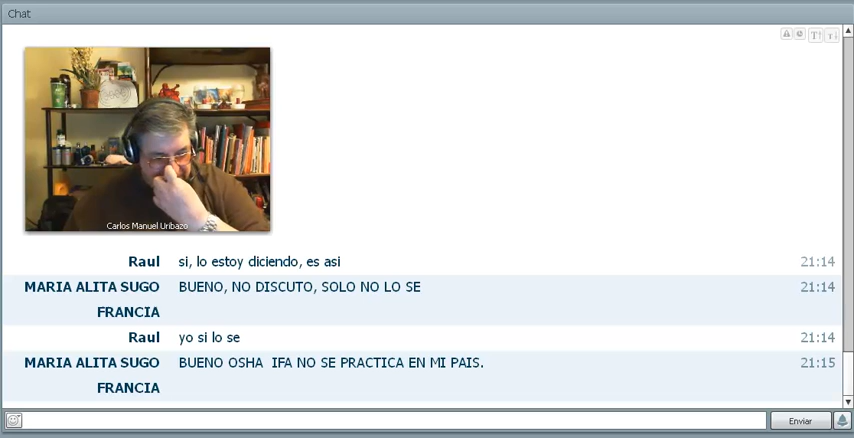 Chat
Carlos Manuel Uribazo
Raul si, lo estoy diciendo, es asi 21:14
MARIA ALITA SUGO BUENO, NO DISCUTO, SOLO NO LO SE 21:14
FRANCIA
Raul yo si lo se 21:14
MARIA ALITA SUGO BUENO OSHA IFA NO SE PRACTICA EN MI PAIS. 21:15
FRANCIA
Enviar